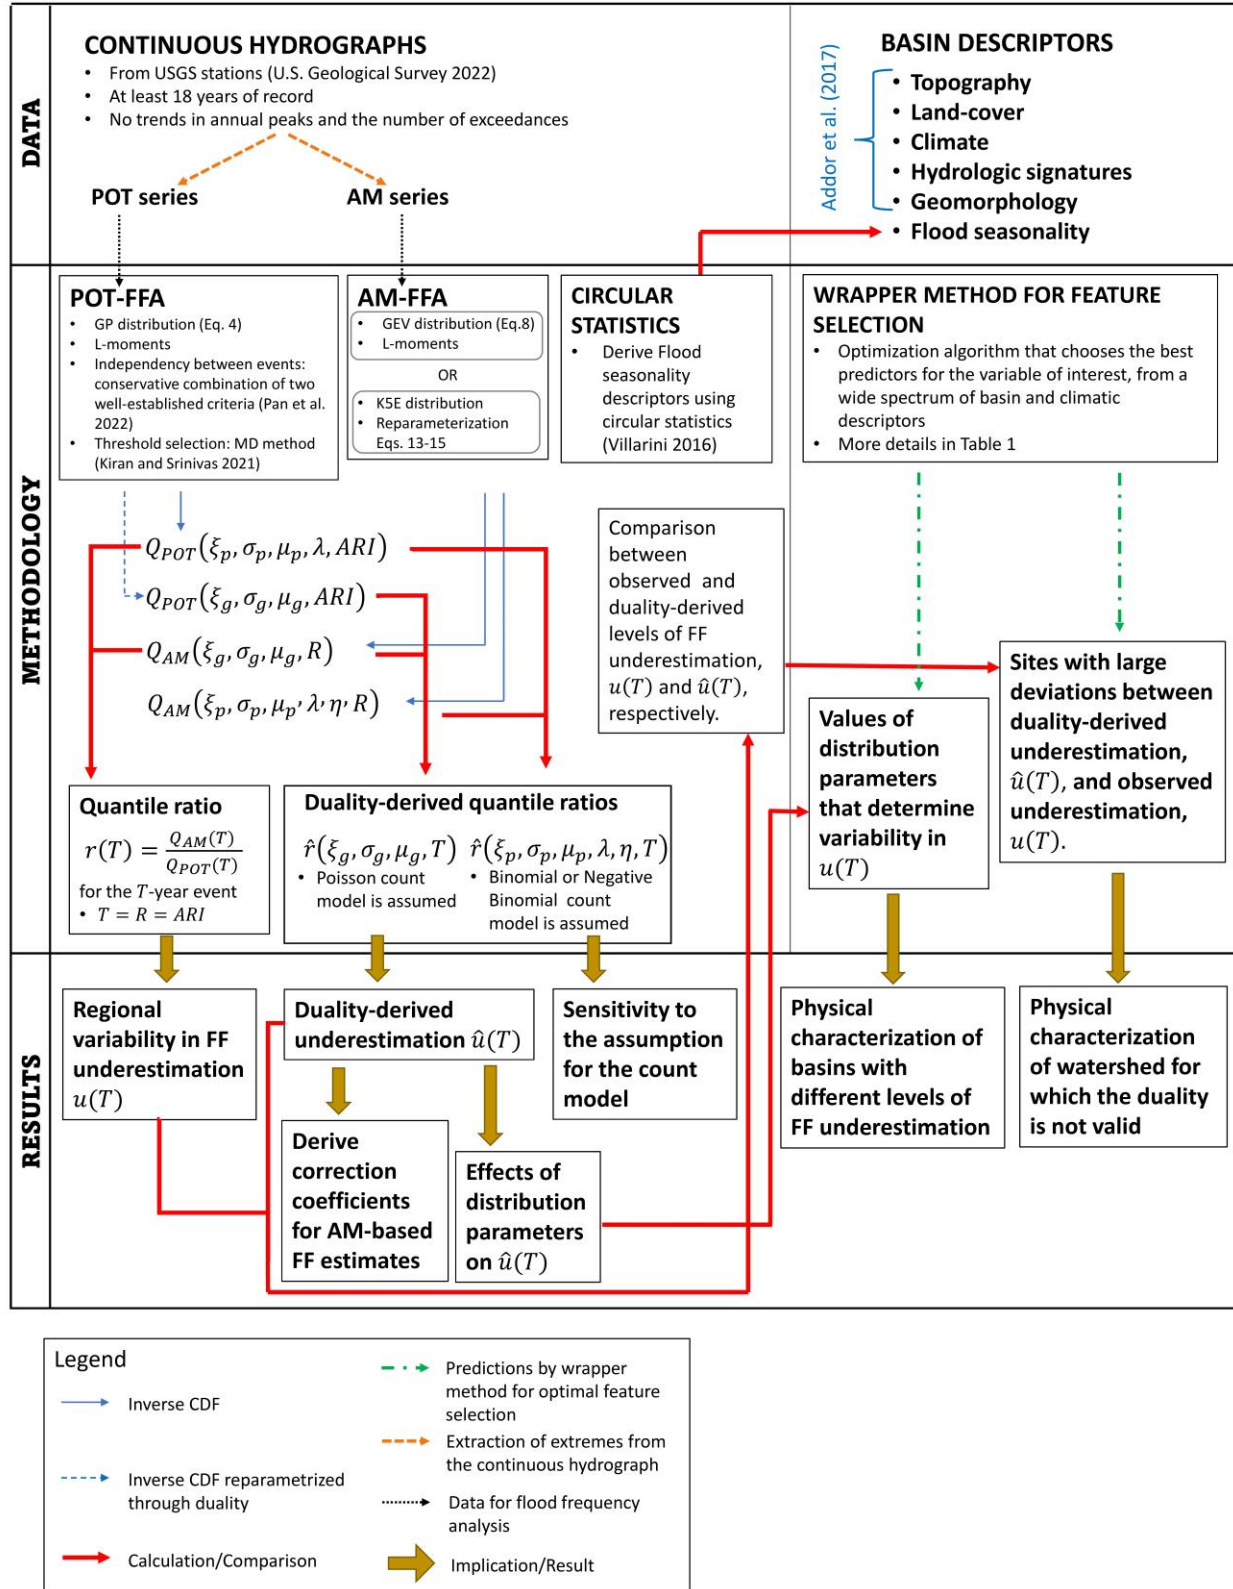 DATA
CONTINUOUS HYDROGRAPHS
• From USGS stations (U.S. Geological Survey 2022)
• At least 18 years of record
• No trends in annual peaks and the number of exceedances
POT series
AM series
BASIN DESCRIPTORS
Addor et al. (2017)
• Topography
• Land-cover
• Climate
• Hydrologic signatures
• Geomorphology
• Flood seasonality
METHODOLOGY
POT-FFA
• GP distribution (Eq. 4)
• L-moments
• Independency between events:
conservative combination of two
well-established criteria (Pan et al.
2022)
• Threshold selection: MD method
(Kiran and Srinivas 2021)
AM-FFA
• GEV distribution (Eq.8)
• L-moments
OR
• K5E distribution
• Reparameterization
Eqs. 13-15
CIRCULAR
STATISTICS
• Derive Flood
seasonality
descriptors using
circular statistics
(Villarini 2016)
WRAPPER METHOD FOR FEATURE
SELECTION
• Optimization algorithm that chooses the best
predictors for the variable of interest, from a
wide spectrum of basin and climatic
descriptors
• More details in Table 1
Q_POT(ξ_p, σ_p, μ_p, λ, ARI)
Q_POT(ξ_g, σ_g, μ_g, ARI)
Q_AM(ξ_g, σ_g, μ_g, R)
Q_AM(ξ_p, σ_p, μ_p, λ, η, R)
Comparison
between
observed and
duality-derived
levels of FF
underestimation,
u(T) and û(T),
respectively.
Values of
distribution
parameters
that determine
variability in
u(T)
Sites with large
deviations between
duality-derived
underestimation,
û(T), and observed
underestimation,
u(T).
Quantile ratio
r(T) = Q_AM(T)/Q_POT(T)
for the T-year event
• T = R = ARI
Duality-derived quantile ratios
r̂(ξ_g, σ_g, μ_g, T) r̂(ξ_p, σ_p, μ_p, λ, η, T)
• Poisson count
model is assumed
• Binomial or Negative
Binomial count
model is assumed
RESULTS
Regional
variability in FF
underestimation
u(T)
Duality-derived
underestimation û(T)
Sensitivity to
the assumption
for the count
model
Physical
characterization of
basins with
different levels of
FF underestimation
Physical
characterization
of watershed for
which the duality
is not valid
Derive
correction
coefficients
for AM-based
FF estimates
Effects of
distribution
parameters
on û(T)
Legend
Inverse CDF
Inverse CDF reparametrized
through duality
Calculation/Comparison
Predictions by wrapper
method for optimal feature
selection
Extraction of extremes from
the continuous hydrograph
Data for flood frequency
analysis
Implication/Result